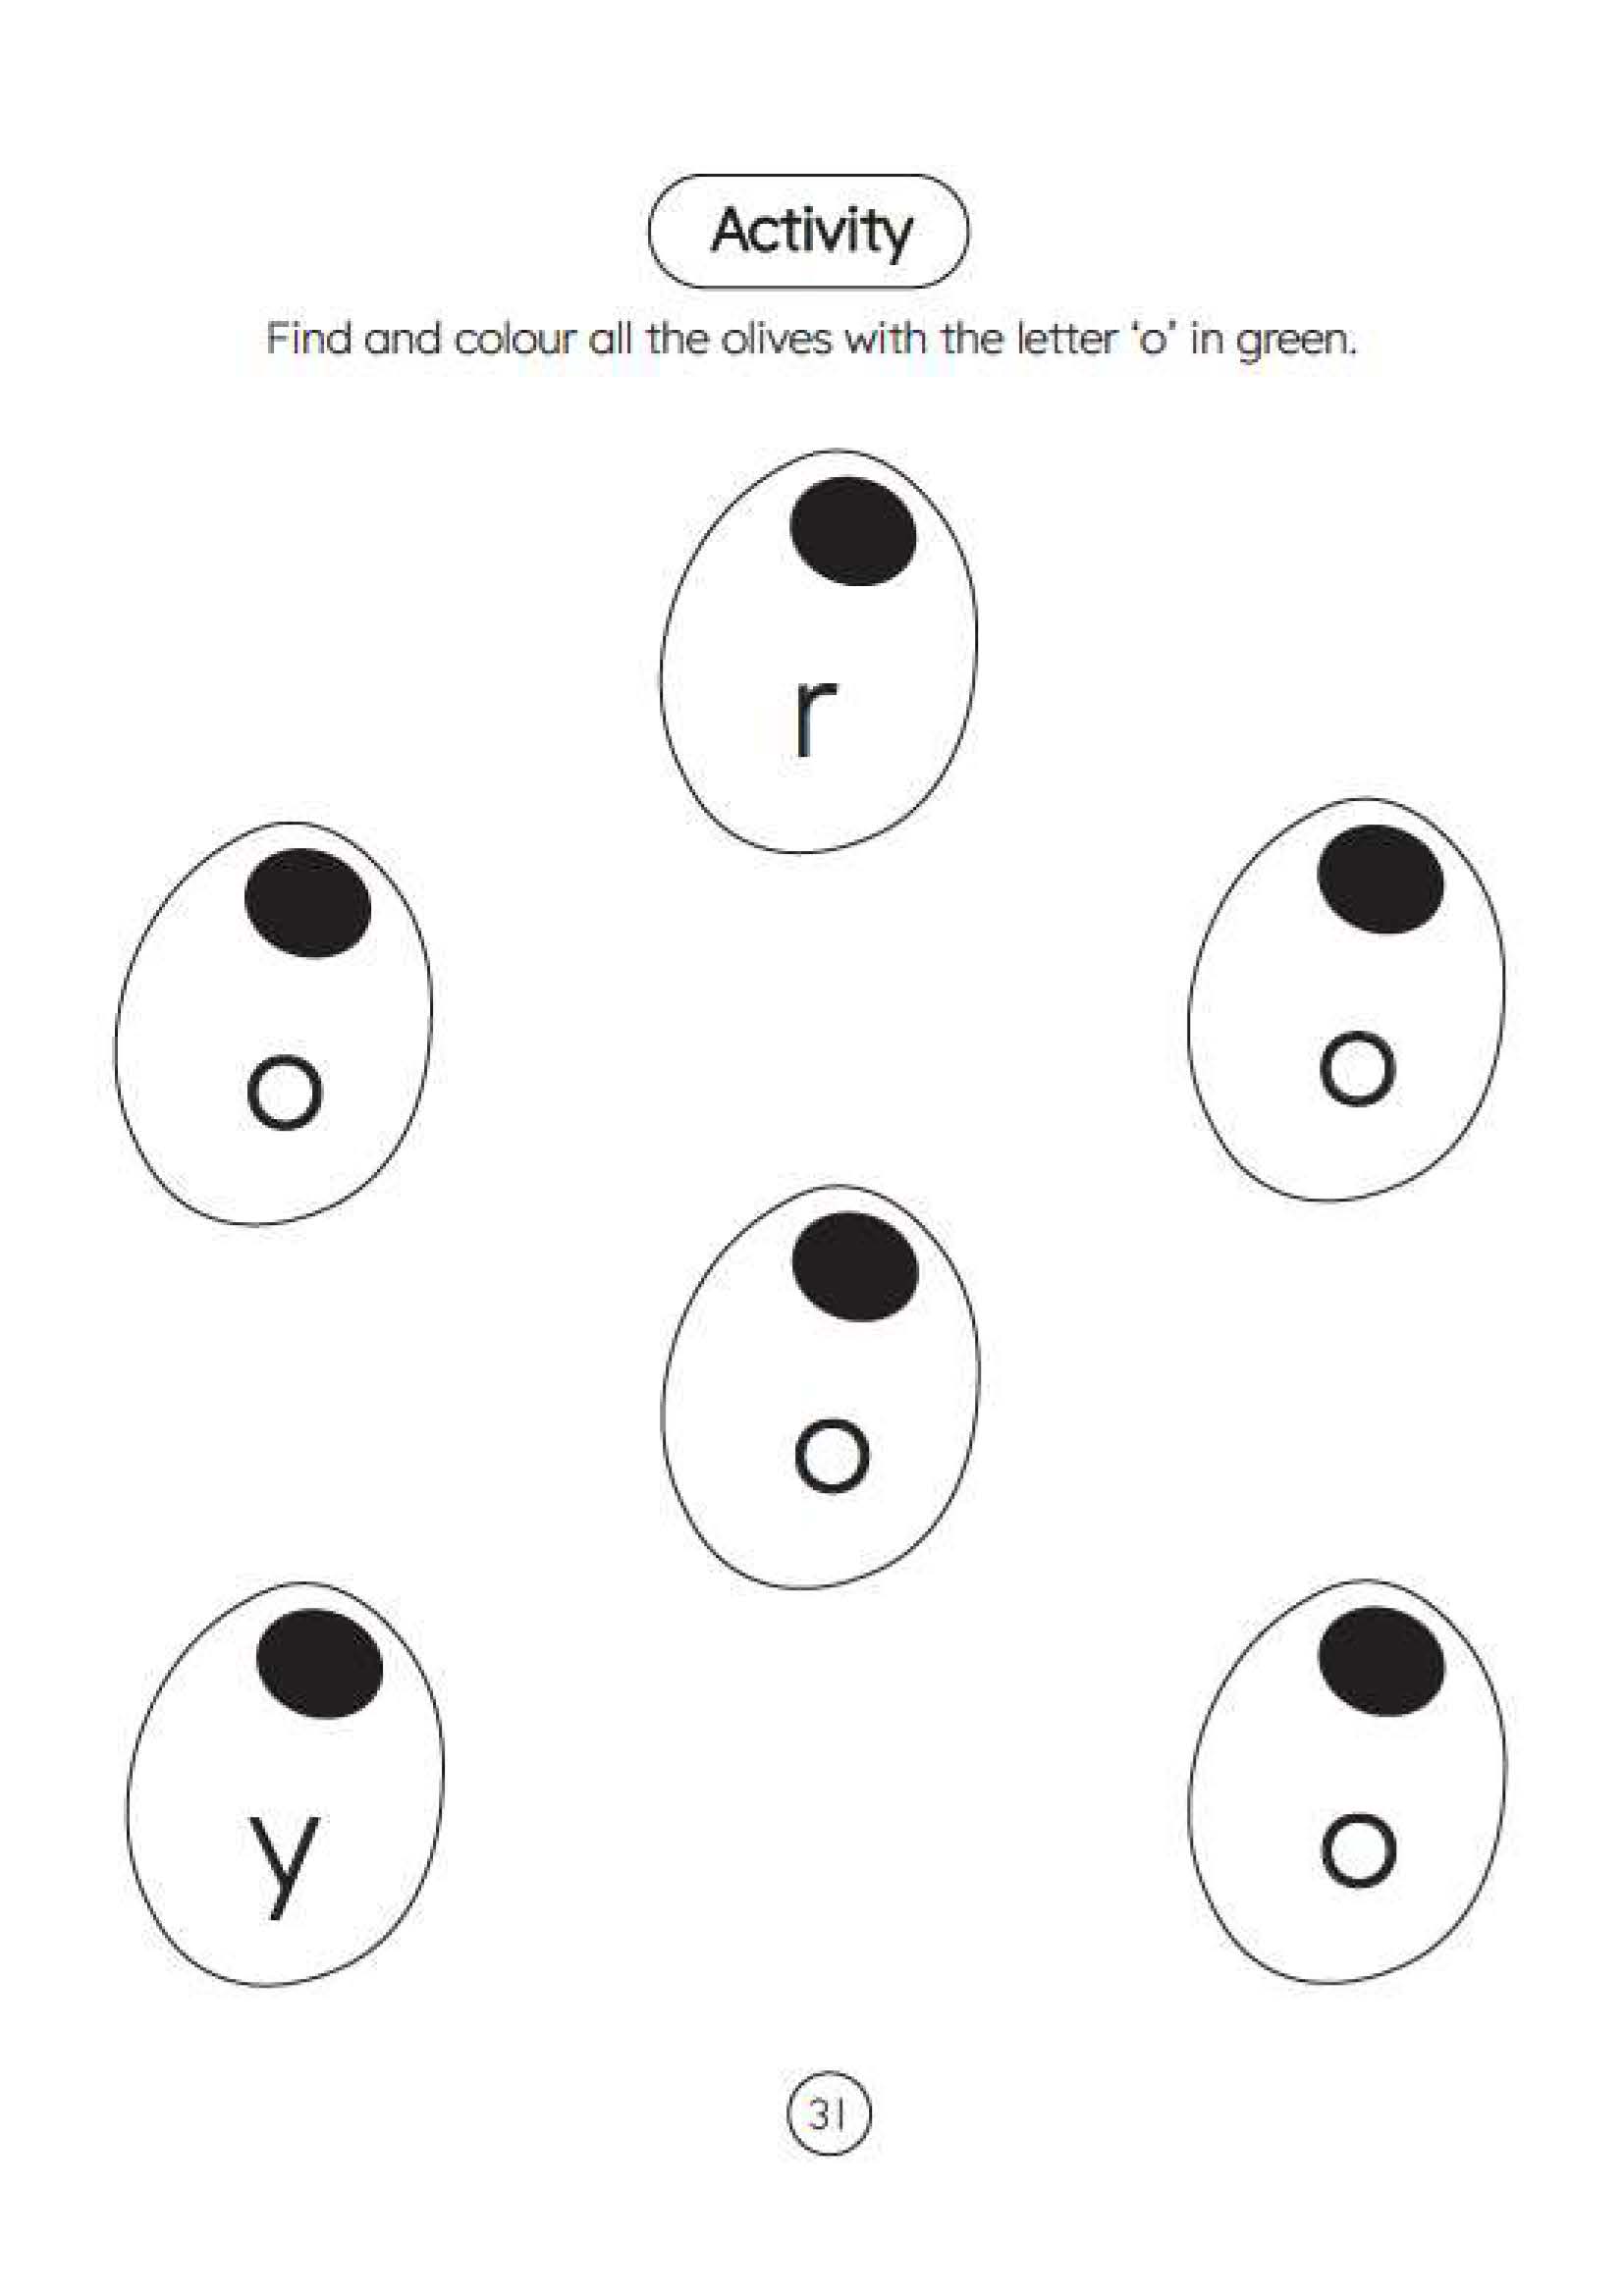 Activity
Find and colour all the olives with the letter ‘o’ in green.
r
o
o
o
y
o
31